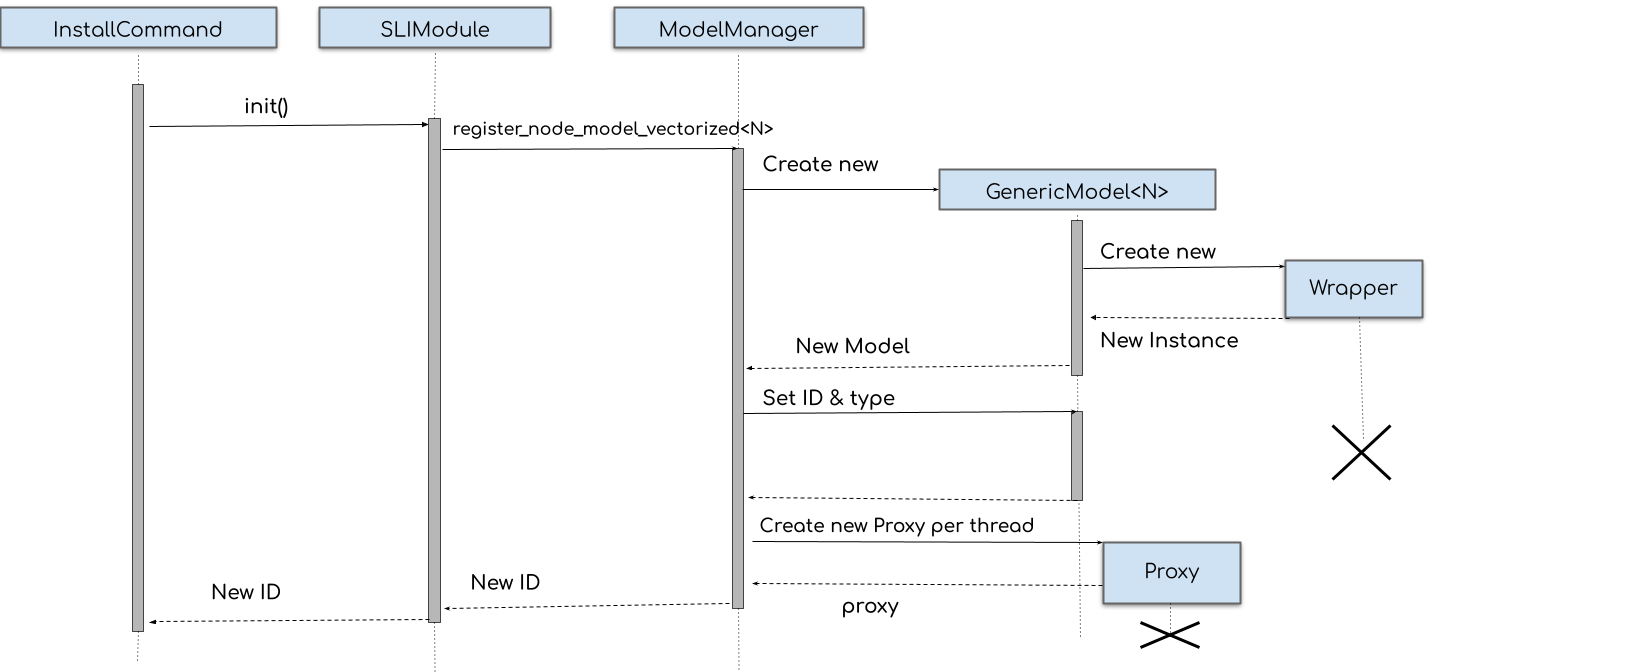 InstallCommand
SLIModule
ModelManager
init()
register_node_model_vectorized<N>
Create new
GenericModel<N>
Create new
Wrapper
New Instance
New Model
Set ID & type
Create new Proxy per thread
Proxy
New ID
New ID
proxy